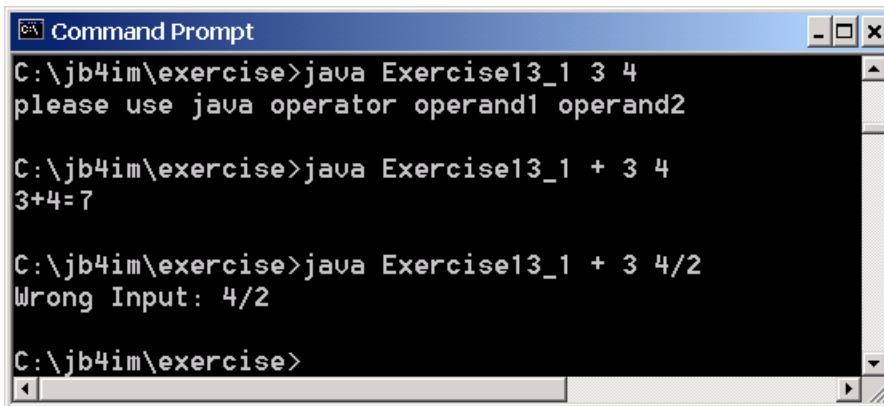 Command Prompt
C:\jb4im\exercise>java Exercise13_1 3 4
please use java operator operand1 operand2
C:\jb4im\exercise>java Exercise13_1 + 3 4
3+4=7
C:\jb4im\exercise>java Exercise13_1 + 3 4/2
Wrong Input: 4/2
C:\jb4im\exercise>